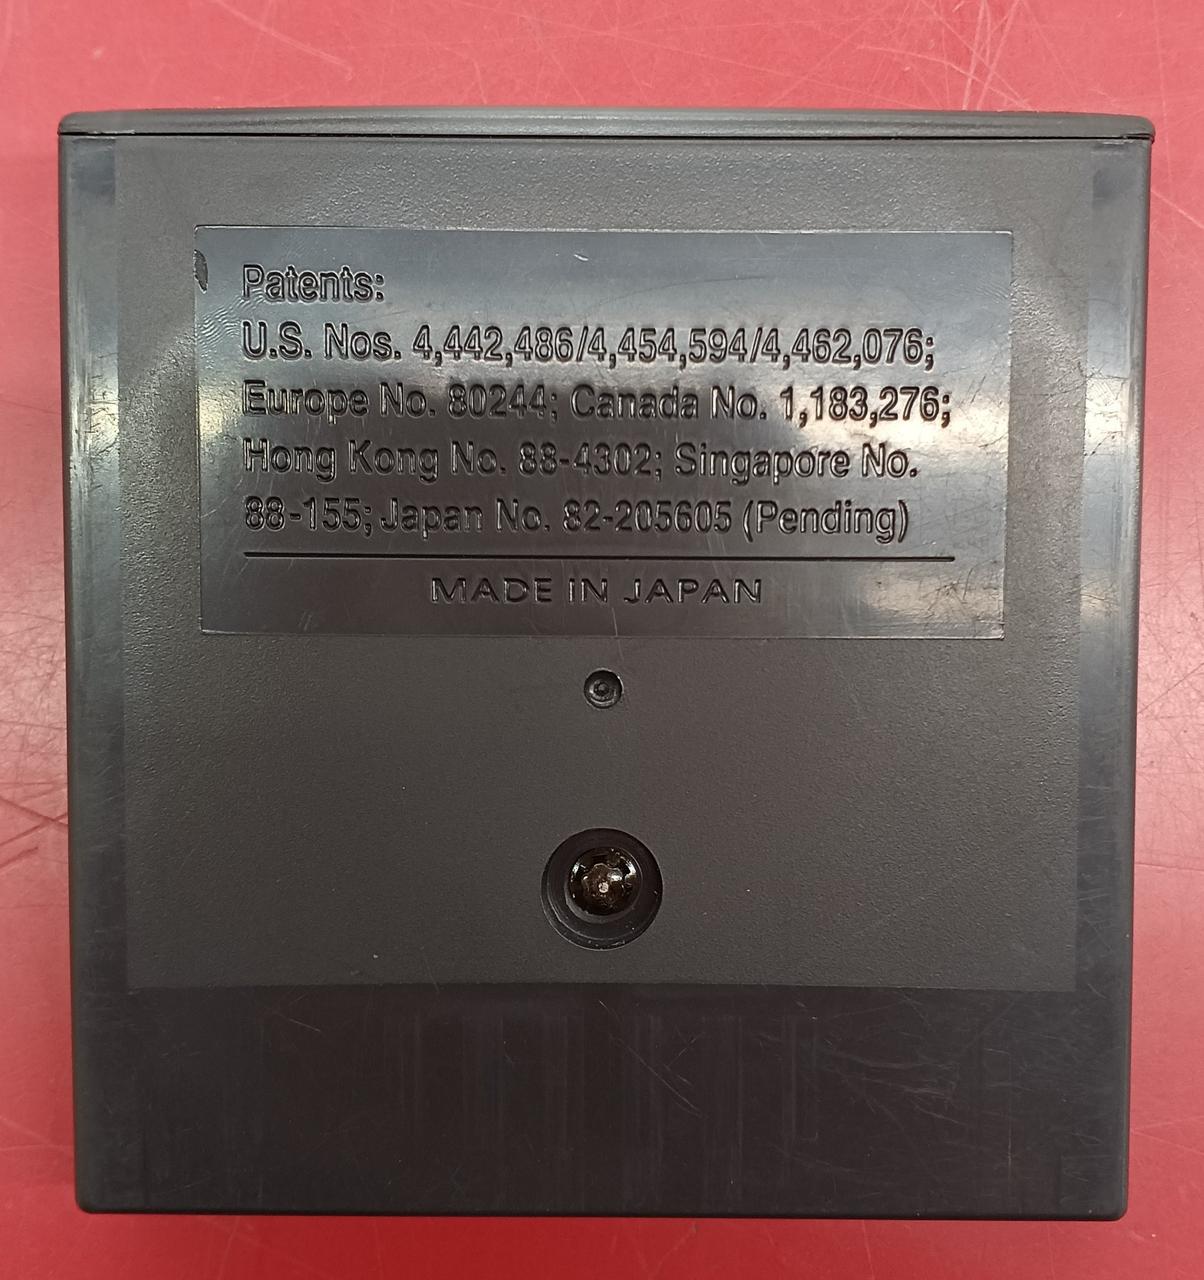 Patents:
U.S. Nos. 4,442,486/4,454,594/4,462,076;
Europe No. 80244; Canada No. 1,183,276;
Hong Kong No. 88-4302; Singapore No.
88-155; Japan No. 82-205605 (Pending)
MADE IN JAPAN